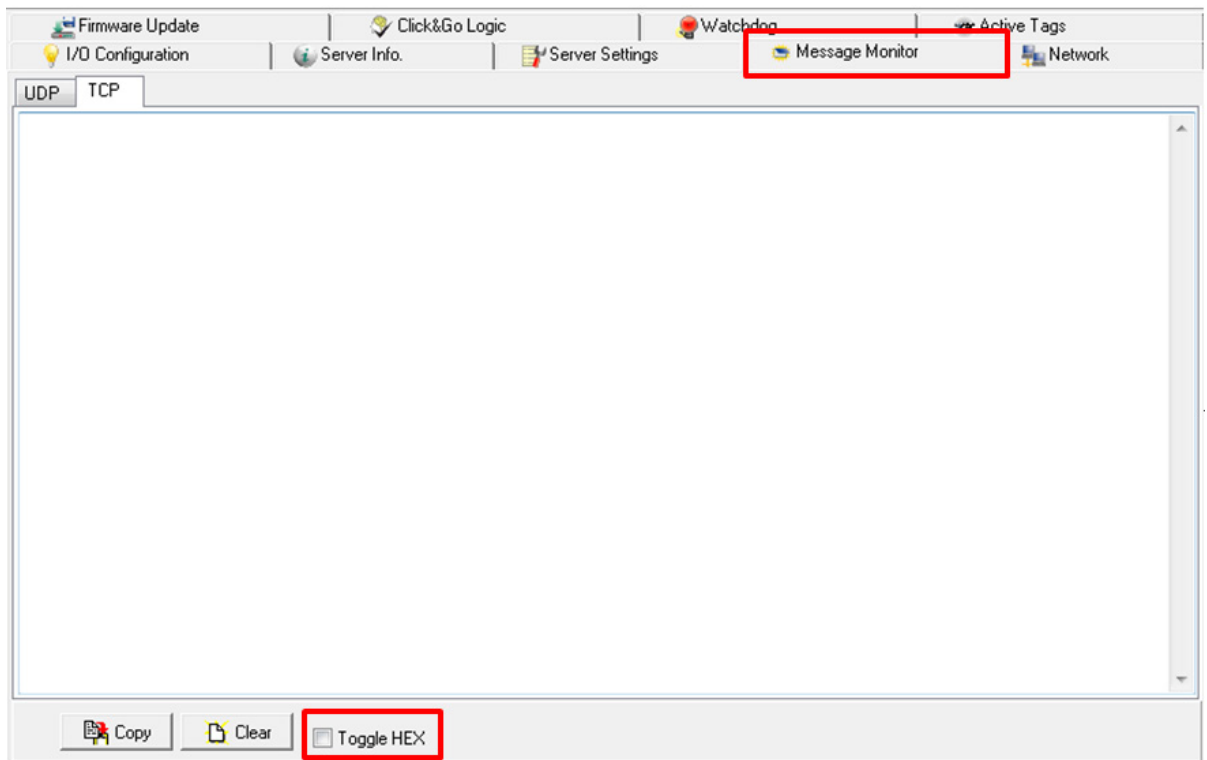 Firmware Update Click&Go Logic Watchdog Active Tags
I/O Configuration Server Info. Server Settings Message Monitor Network
UDP TCP
Copy Clear Toggle HEX